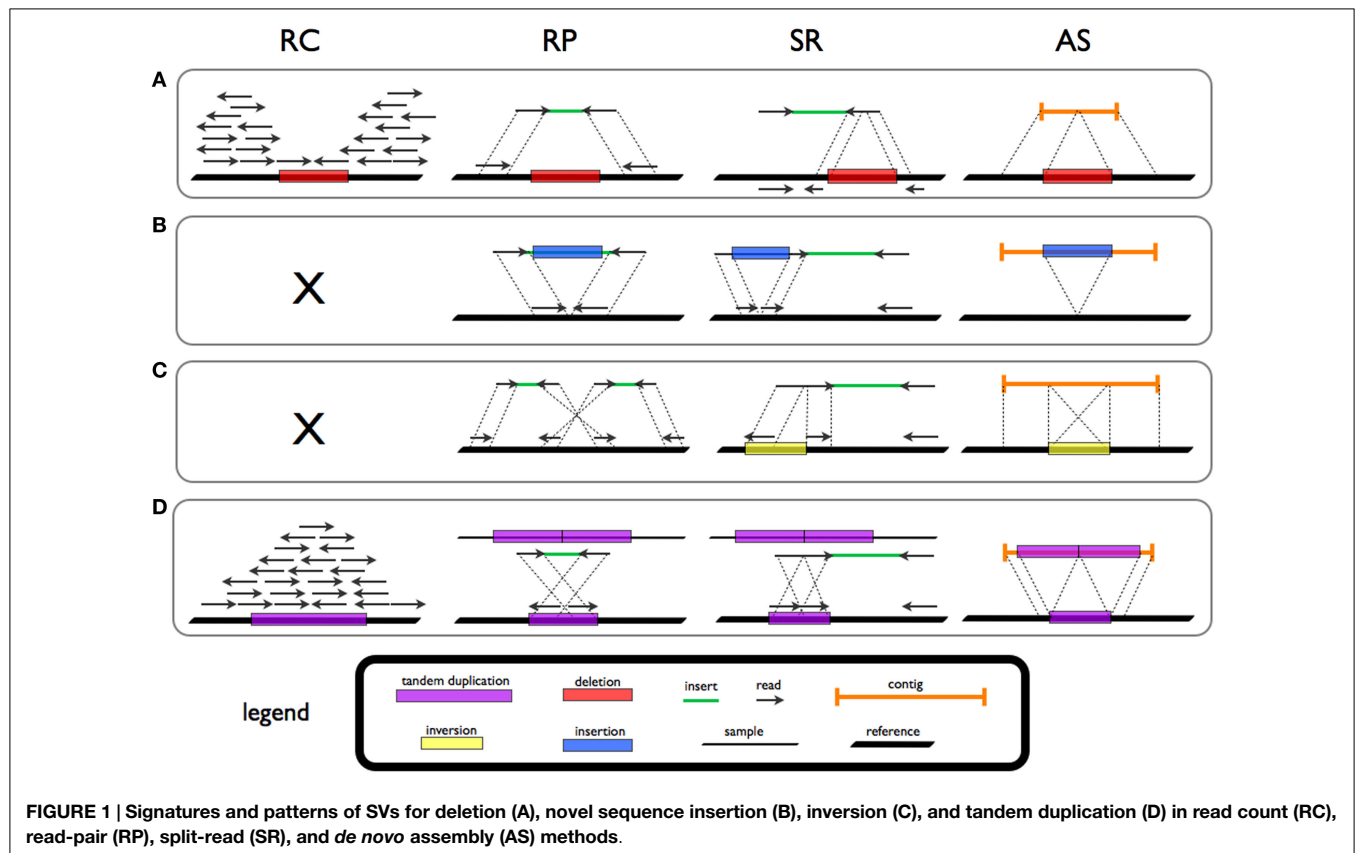 RC RP SR AS
A
B
X
C
X
D
legend
tandem duplication deletion insert read contig
inversion insertion sample reference
FIGURE 1 | Signatures and patterns of SVs for deletion (A), novel sequence insertion (B), inversion (C), and tandem duplication (D) in read count (RC),
read-pair (RP), split-read (SR), and de novo assembly (AS) methods.